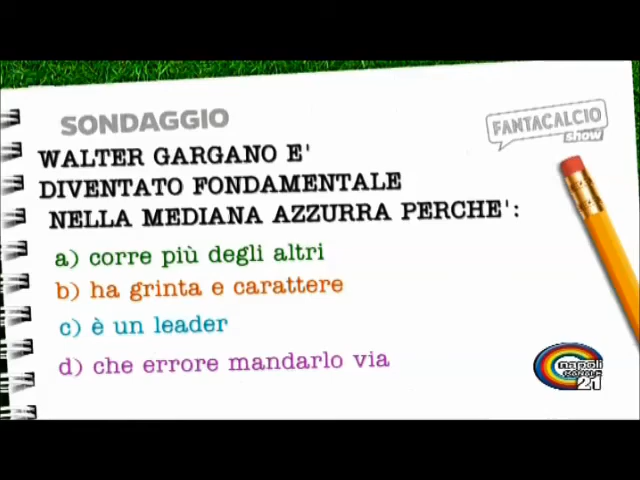 SONDAGGIO
FANTACALCIO
show
WALTER GARGANO E'
DIVENTATO FONDAMENTALE
NELLA MEDIANA AZZURRA PERCHE':
a) corre più degli altri
b) ha grinta e carattere
c) è un leader
d) che errore mandarlo via
napoli
CANALE
21